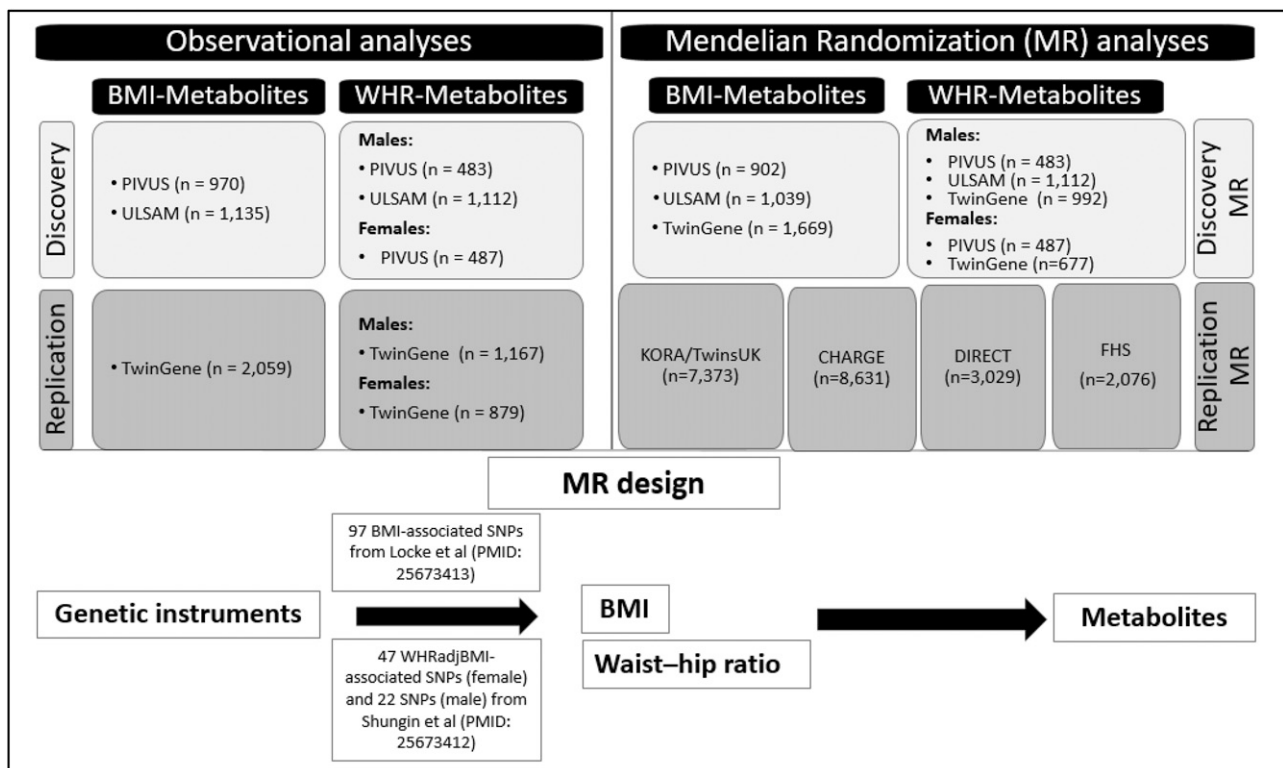 Observational analyses
Mendelian Randomization (MR) analyses
BMI-Metabolites
WHR-Metabolites
BMI-Metabolites
WHR-Metabolites
Discovery
• PIVUS (n = 970)
• ULSAM (n = 1,135)
Males:
• PIVUS (n = 483)
• ULSAM (n = 1,112)
Females:
• PIVUS (n = 487)
• PIVUS (n = 902)
• ULSAM (n = 1,039)
• TwinGene (n = 1,669)
Males:
• PIVUS (n = 483)
• ULSAM (n = 1,112)
• TwinGene (n = 992)
Females:
• PIVUS (n = 487)
• TwinGene (n=677)
Discovery
MR
Replication
• TwinGene (n = 2,059)
Males:
• TwinGene (n = 1,167)
Females:
• TwinGene (n = 879)
KORA/TwinsUK
(n=7,373)
CHARGE
(n=8,631)
DIRECT
(n=3,029)
FHS
(n=2,076)
Replication
MR
MR design
97 BMI-associated SNPs
from Locke et al (PMID:
25673413)
Genetic instruments
BMI
Waist–hip ratio
Metabolites
47 WHRadjBMI-
associated SNPs (female)
and 22 SNPs (male) from
Shungin et al (PMID:
25673412)